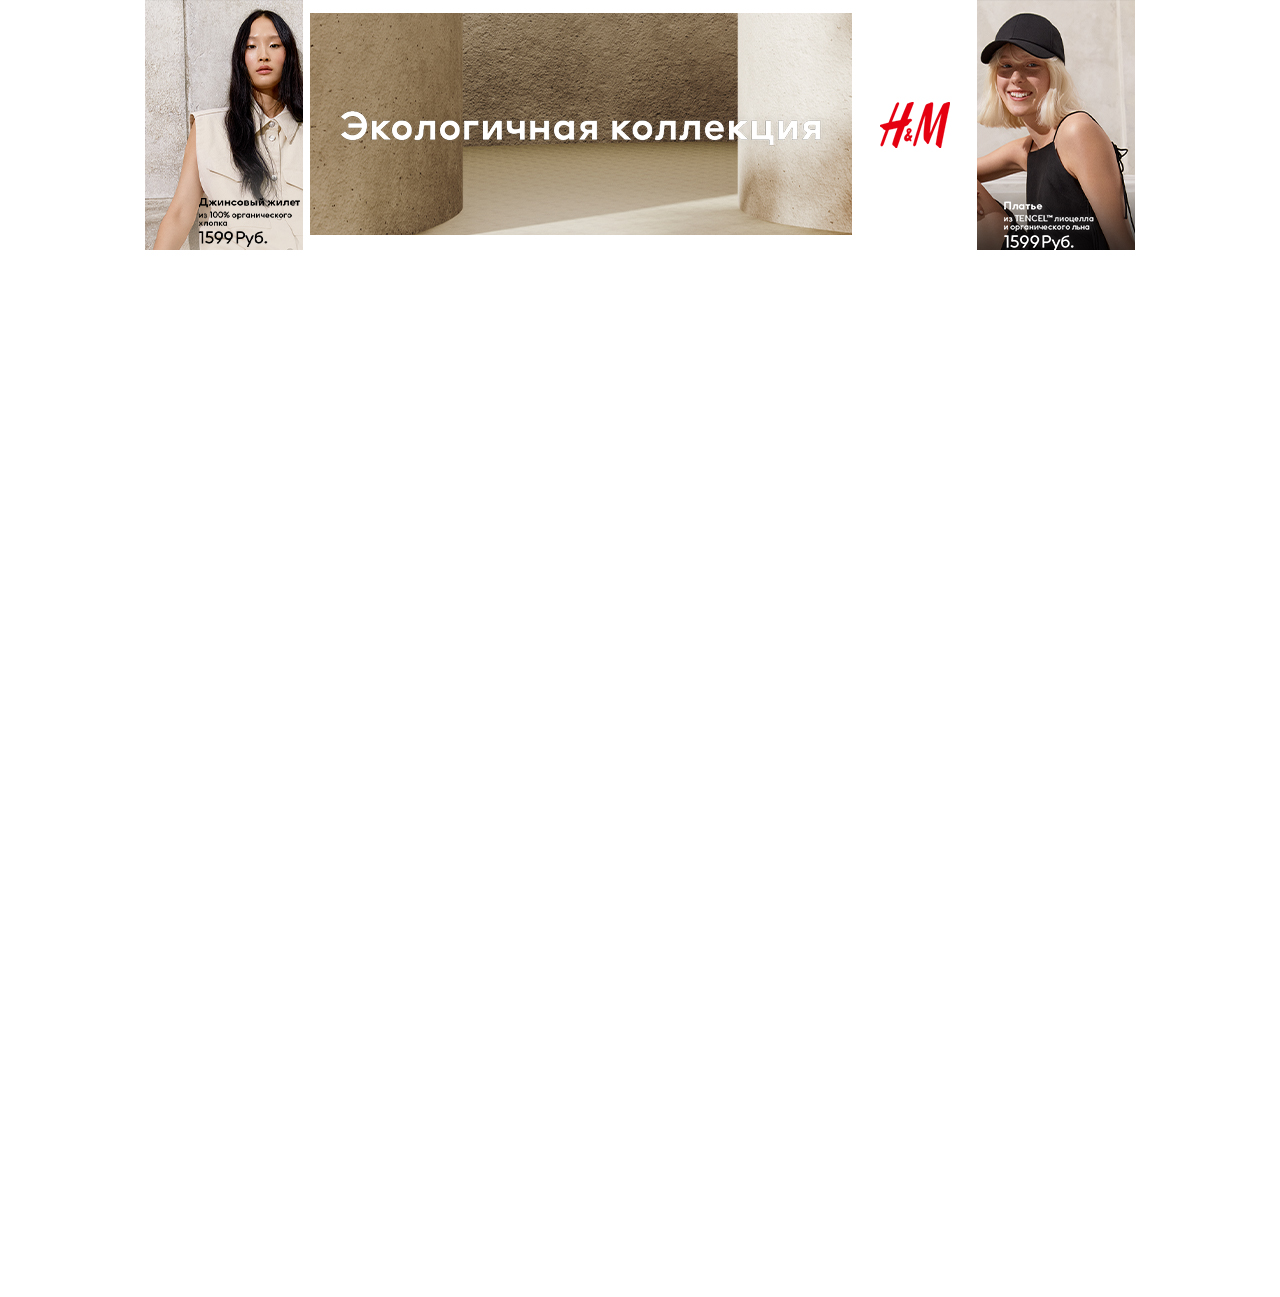 Джинсовый жилет
из 100% органического
хлопка
1599 Руб.
Экологичная коллекция
H&M
Платье
из TENCEL™ лиоцелла
и органического льна
1599 Руб.